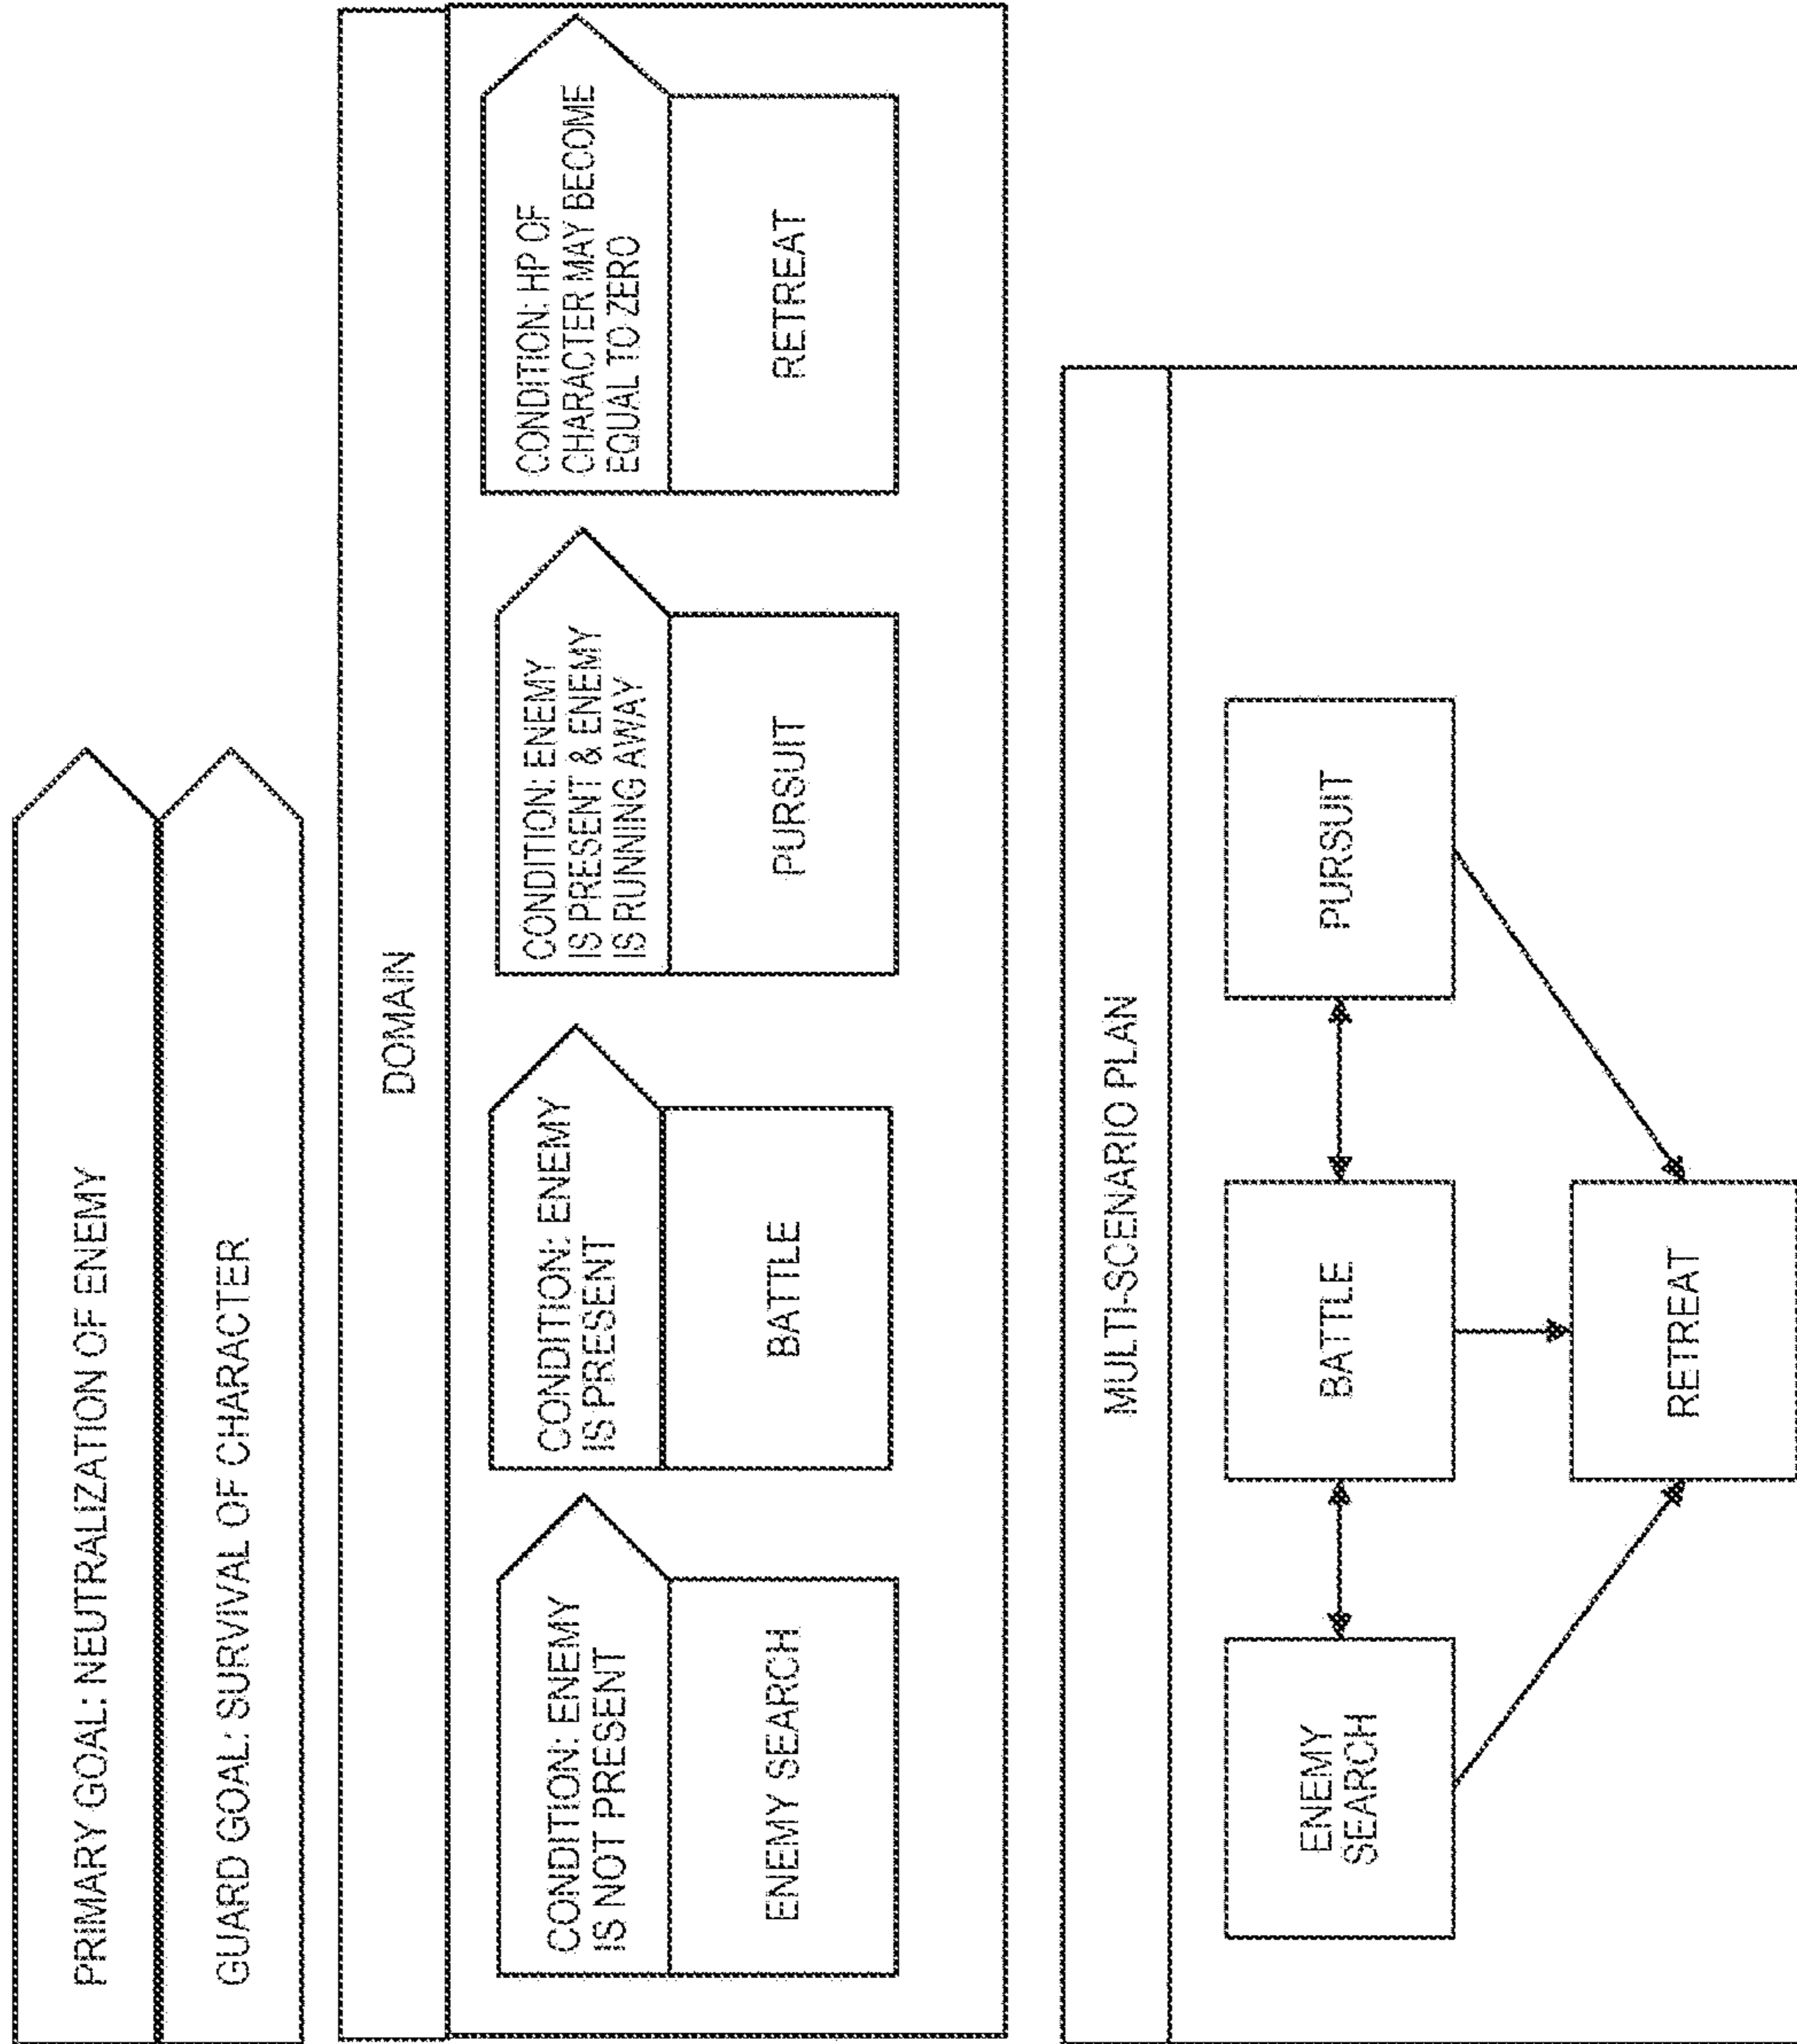 PRIMARY GOAL: NEUTRALIZATION OF ENEMY
GUARD GOAL: SURVIVAL OF CHARACTER
DOMAIN
CONDITION: ENEMY
IS NOT PRESENT
ENEMY SEARCH
CONDITION: ENEMY
IS PRESENT
BATTLE
CONDITION: ENEMY
IS PRESENT & ENEMY
IS RUNNING AWAY
PURSUIT
CONDITION: HP OF
CHARACTER MAY BECOME
EQUAL TO ZERO
RETREAT
MULTI-SCENARIO PLAN
ENEMY
SEARCH
BATTLE
PURSUIT
RETREAT